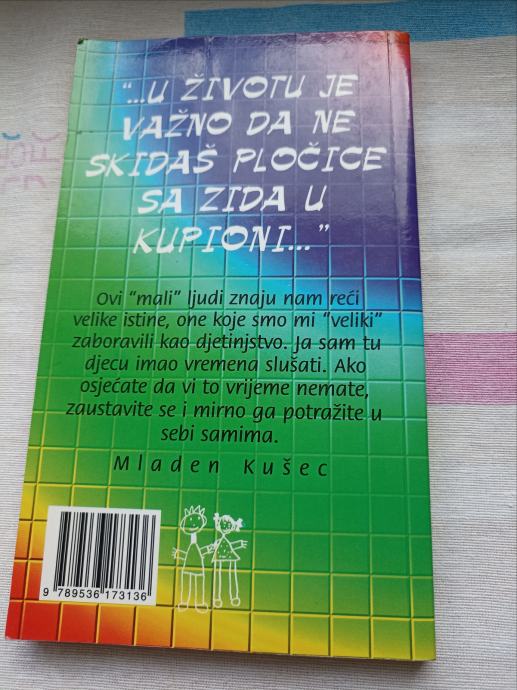 "...U ŽIVOTU JE
VAŽNO DA NE
SKIDAŠ PLOČICE
SA ZIDA U
KUPIONI..."
Ovi "mali" ljudi znaju nam reći
velike istine, one koje smo mi "veliki"
zaboravili kao djetinjstvo. Ja sam tu
djecu imao vremena slušati. Ako
osjećate da vi to vrijeme nemate,
zaustavite se i mirno ga potražite u
sebi samima.
Mladen Kušec
9 789536 173136